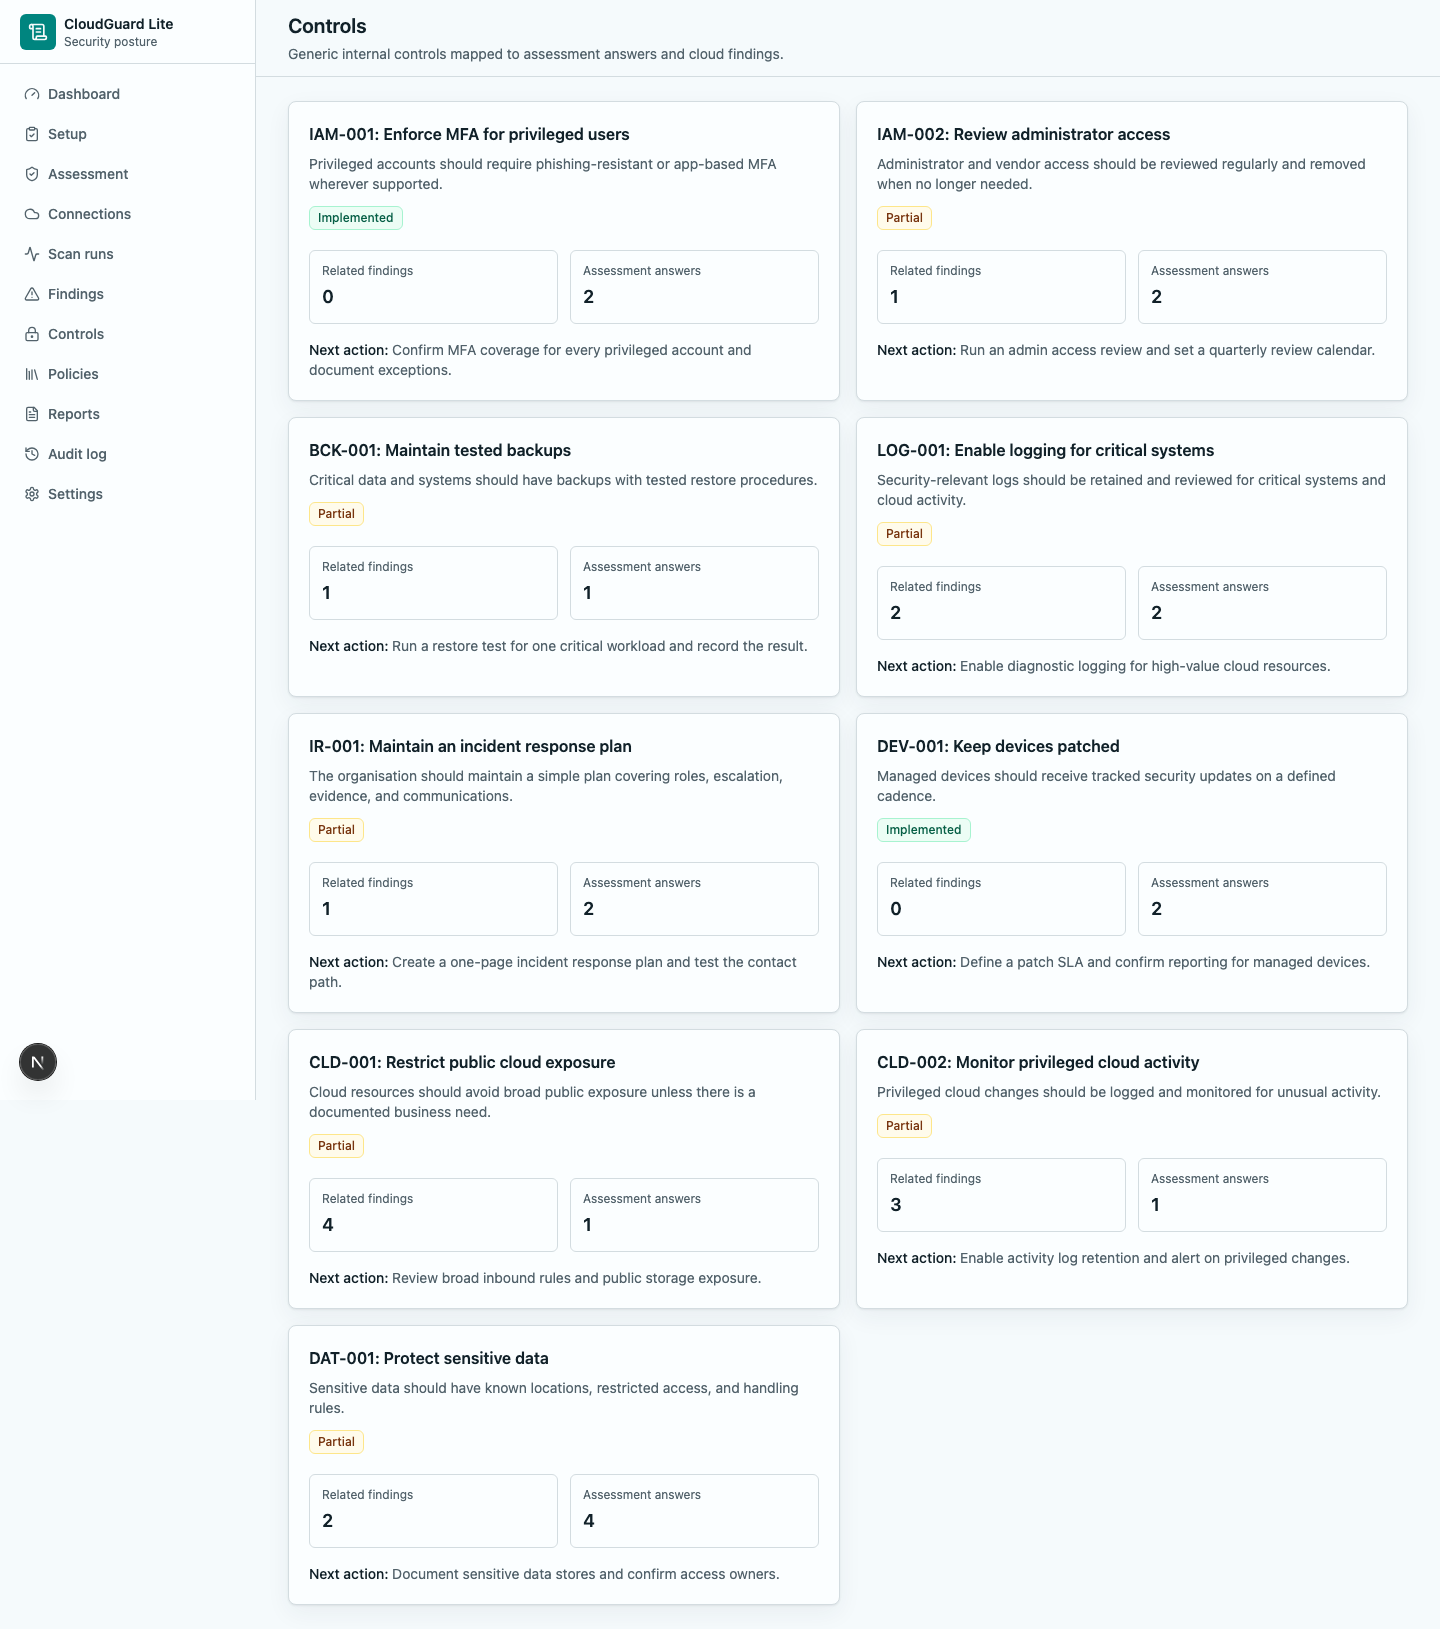 CloudGuard Lite
Security posture
Dashboard
Setup
Assessment
Connections
Scan runs
Findings
Controls
Policies
Reports
Audit log
Settings
N
Controls
Generic internal controls mapped to assessment answers and cloud findings.
IAM-001: Enforce MFA for privileged users
Privileged accounts should require phishing-resistant or app-based MFA
wherever supported.
Implemented
Related findings
0
Assessment answers
2
Next action: Confirm MFA coverage for every privileged account and
document exceptions.
IAM-002: Review administrator access
Administrator and vendor access should be reviewed regularly and removed
when no longer needed.
Partial
Related findings
1
Assessment answers
2
Next action: Run an admin access review and set a quarterly review calendar.
BCK-001: Maintain tested backups
Critical data and systems should have backups with tested restore procedures.
Partial
Related findings
1
Assessment answers
1
Next action: Run a restore test for one critical workload and record the result.
LOG-001: Enable logging for critical systems
Security-relevant logs should be retained and reviewed for critical systems and
cloud activity.
Partial
Related findings
2
Assessment answers
2
Next action: Enable diagnostic logging for high-value cloud resources.
IR-001: Maintain an incident response plan
The organisation should maintain a simple plan covering roles, escalation,
evidence, and communications.
Partial
Related findings
1
Assessment answers
2
Next action: Create a one-page incident response plan and test the contact
path.
DEV-001: Keep devices patched
Managed devices should receive tracked security updates on a defined
cadence.
Implemented
Related findings
0
Assessment answers
2
Next action: Define a patch SLA and confirm reporting for managed devices.
CLD-001: Restrict public cloud exposure
Cloud resources should avoid broad public exposure unless there is a
documented business need.
Partial
Related findings
4
Assessment answers
1
Next action: Review broad inbound rules and public storage exposure.
CLD-002: Monitor privileged cloud activity
Privileged cloud changes should be logged and monitored for unusual activity.
Partial
Related findings
3
Assessment answers
1
Next action: Enable activity log retention and alert on privileged changes.
DAT-001: Protect sensitive data
Sensitive data should have known locations, restricted access, and handling
rules.
Partial
Related findings
2
Assessment answers
4
Next action: Document sensitive data stores and confirm access owners.